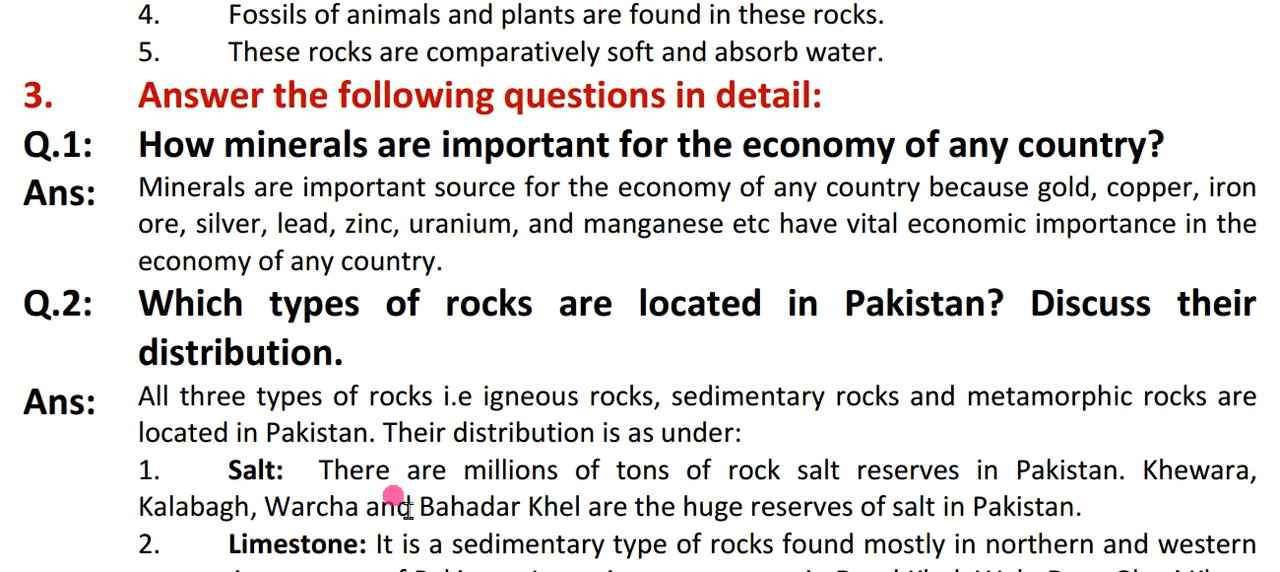 4. Fossils of animals and plants are found in these rocks.
5. These rocks are comparatively soft and absorb water.
3. Answer the following questions in detail:
Q.1: How minerals are important for the economy of any country?
Ans: Minerals are important source for the economy of any country because gold, copper, iron
ore, silver, lead, zinc, uranium, and manganese etc have vital economic importance in the
economy of any country.
Q.2: Which types of rocks are located in Pakistan? Discuss their
distribution.
Ans: All three types of rocks i.e igneous rocks, sedimentary rocks and metamorphic rocks are
located in Pakistan. Their distribution is as under:
1. Salt: There are millions of tons of rock salt reserves in Pakistan. Khewara,
Kalabagh, Warcha and Bahadar Khel are the huge reserves of salt in Pakistan.
2. Limestone: It is a sedimentary type of rocks found mostly in northern and western